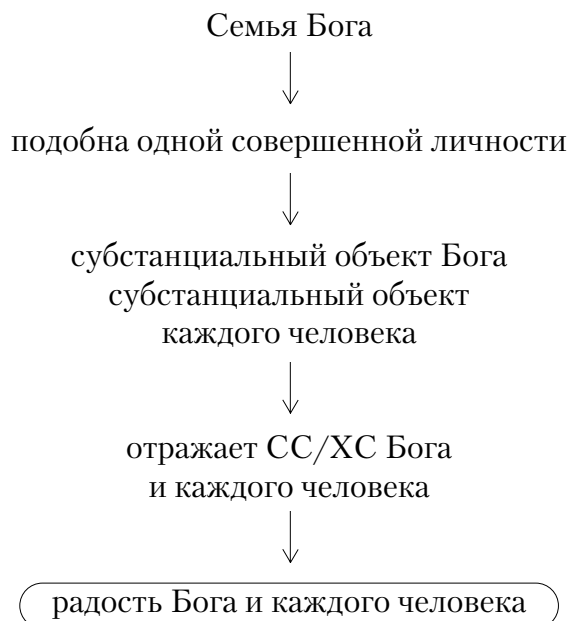 Семья Бога
подобна одной совершенной личности
субстанциальный объект Бога
субстанциальный объект
каждого человека
отражает СС/ХС Бога
и каждого человека
радость Бога и каждого человека